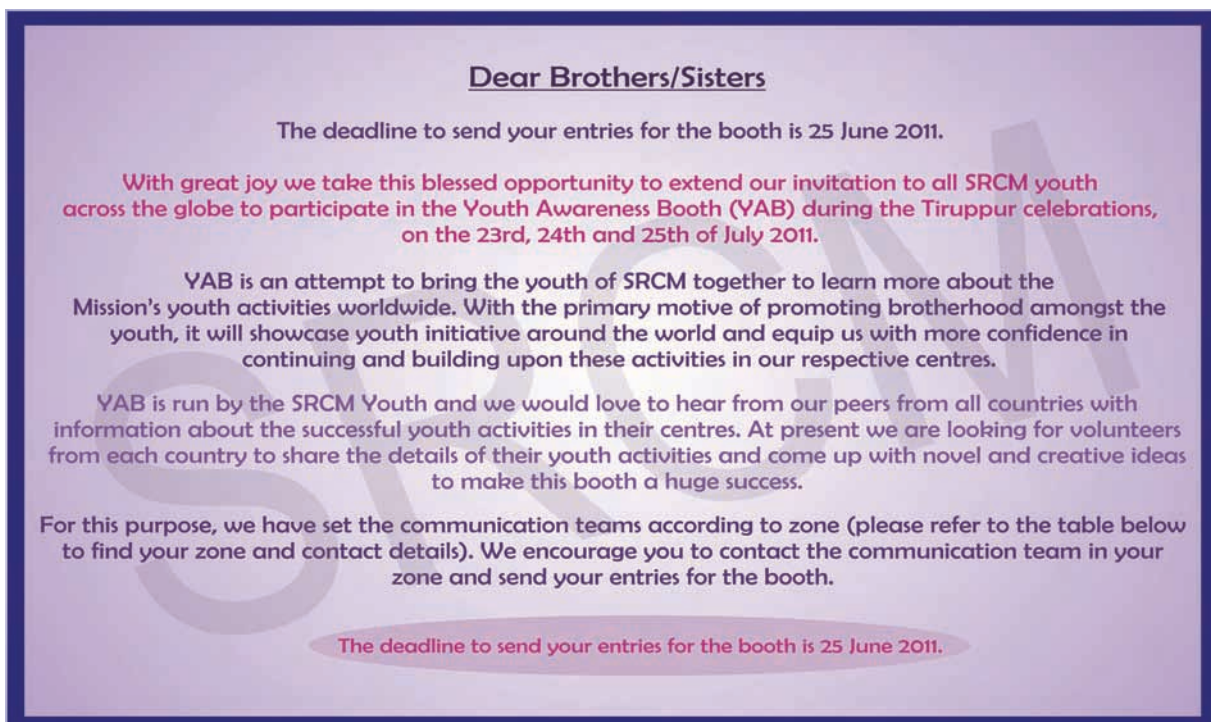 Dear Brothers/Sisters
The deadline to send your entries for the booth is 25 June 2011.
With great joy we take this blessed opportunity to extend our invitation to all SRCM youth
across the globe to participate in the Youth Awareness Booth (YAB) during the Tiruppur celebrations,
on the 23rd, 24th and 25th of July 2011.
YAB is an attempt to bring the youth of SRCM together to learn more about the
Mission's youth activities worldwide. With the primary motive of promoting brotherhood amongst the
youth, it will showcase youth initiative around the world and equip us with more confidence in
continuing and building upon these activities in our respective centres.
YAB is run by the SRCM Youth and we would love to hear from our peers from all countries with
information about the successful youth activities in their centres. At present we are looking for volunteers
from each country to share the details of their youth activities and come up with novel and creative ideas
to make this booth a huge success.
For this purpose, we have set the communication teams according to zone (please refer to the table below
to find your zone and contact details). We encourage you to contact the communication team in your
zone and send your entries for the booth.
The deadline to send your entries for the booth is 25 June 2011.
SRCM